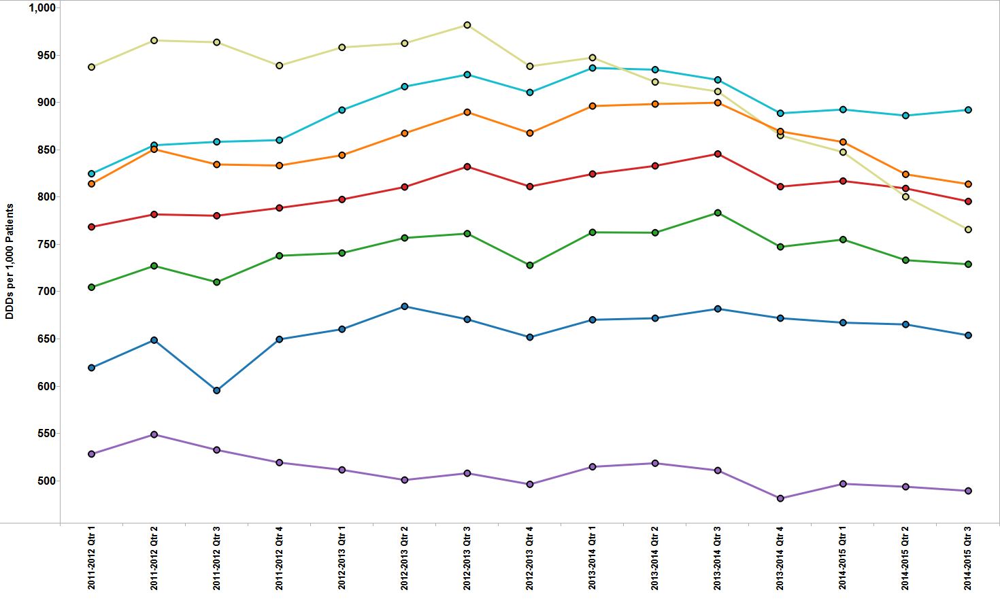 1,000
950
900
850
800
750
700
650
600
550
500
DDDs per 1,000 Patients
2011-2012 Qtr 1
2011-2012 Qtr 2
2011-2012 Qtr 3
2011-2012 Qtr 4
2012-2013 Qtr 1
2012-2013 Qtr 2
2012-2013 Qtr 3
2012-2013 Qtr 4
2013-2014 Qtr 1
2013-2014 Qtr 2
2013-2014 Qtr 3
2013-2014 Qtr 4
2014-2015 Qtr 1
2014-2015 Qtr 2
2014-2015 Qtr 3